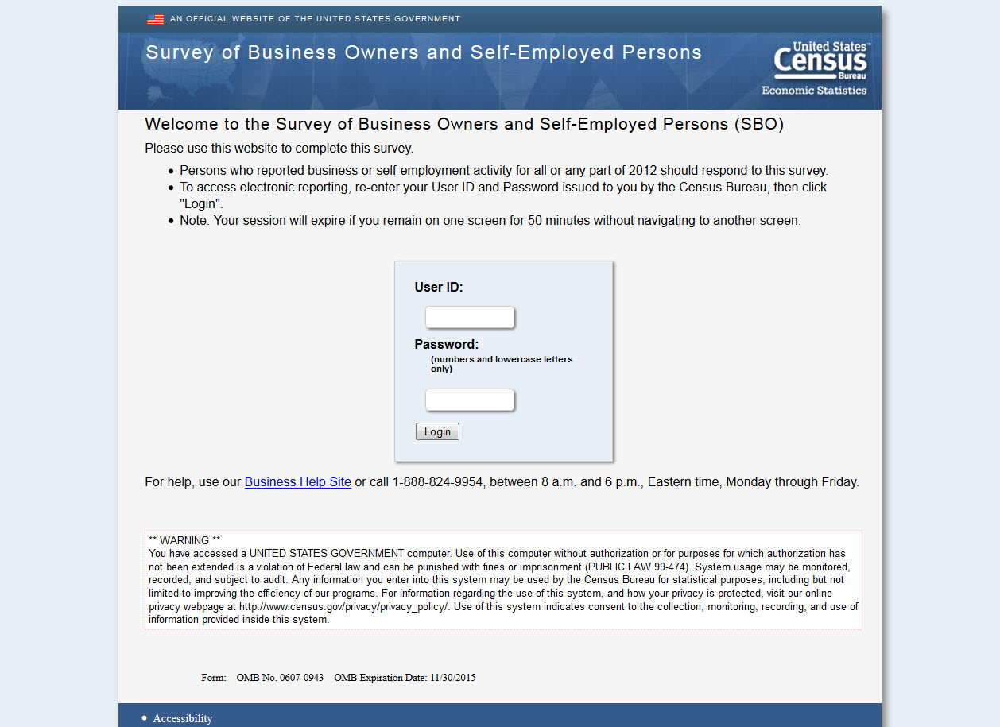 AN OFFICIAL WEBSITE OF THE UNITED STATES GOVERNMENT
Survey of Business Owners and Self-Employed Persons
United States™
Census
Bureau
Economic Statistics
Welcome to the Survey of Business Owners and Self-Employed Persons (SBO)
Please use this website to complete this survey.
• Persons who reported business or self-employment activity for all or any part of 2012 should respond to this survey.
• To access electronic reporting, re-enter your User ID and Password issued to you by the Census Bureau, then click
"Login".
• Note: Your session will expire if you remain on one screen for 50 minutes without navigating to another screen.
User ID:
Password:
(numbers and lowercase letters
only)
Login
For help, use our Business Help Site or call 1-888-824-9954, between 8 a.m. and 6 p.m., Eastern time, Monday through Friday.
** WARNING **
You have accessed a UNITED STATES GOVERNMENT computer. Use of this computer without authorization or for purposes for which authorization has
not been extended is a violation of Federal law and can be punished with fines or imprisonment (PUBLIC LAW 99-474). System usage may be monitored,
recorded, and subject to audit. Any information you enter into this system may be used by the Census Bureau for statistical purposes, including but not
limited to improving the efficiency of our programs. For information regarding the use of this system, and how your privacy is protected, visit our online
privacy webpage at http://www.census.gov/privacy/privacy_policy/. Use of this system indicates consent to the collection, monitoring, recording, and use of
information provided inside this system.
Form: OMB No. 0607-0943 OMB Expiration Date: 11/30/2015
• Accessibility